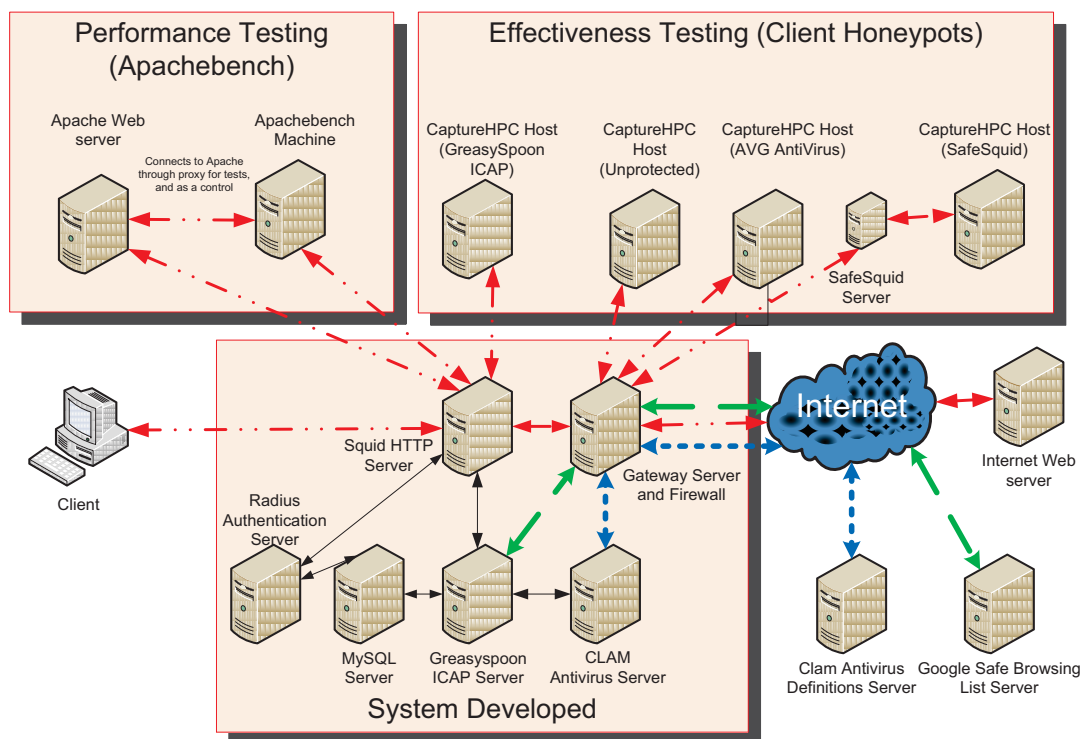 Performance Testing
(Apachebench)
Apache Web
server
Apachebench
Machine
Connects to Apache
through proxy for tests,
and as a control
Effectiveness Testing (Client Honeypots)
CaptureHPC Host
(GreasySpoon
ICAP)
CaptureHPC
Host
(Unprotected)
CaptureHPC Host
(AVG AntiVirus)
CaptureHPC Host
(SafeSquid)
SafeSquid
Server
Client
Squid HTTP
Server
Gateway Server
and Firewall
Radius
Authentication
Server
MySQL
Server
Greasyspoon
ICAP Server
CLAM
Antivirus Server
System Developed
Internet
Internet Web
server
Clam Antivirus
Definitions Server
Google Safe Browsing
List Server